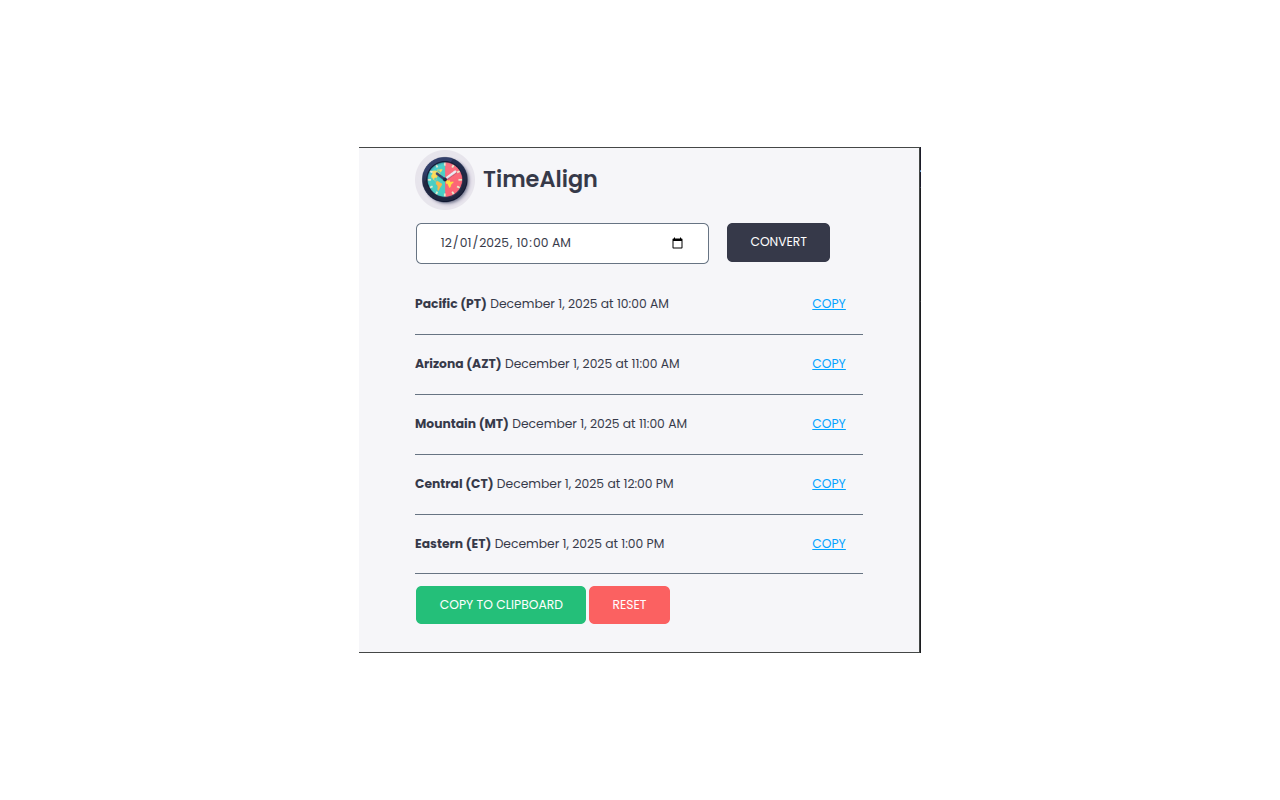 TimeAlign
12/01/2025, 10:00 AM
CONVERT
Pacific (PT) December 1, 2025 at 10:00 AM
COPY
Arizona (AZT) December 1, 2025 at 11:00 AM
COPY
Mountain (MT) December 1, 2025 at 11:00 AM
COPY
Central (CT) December 1, 2025 at 12:00 PM
COPY
Eastern (ET) December 1, 2025 at 1:00 PM
COPY
COPY TO CLIPBOARD
RESET